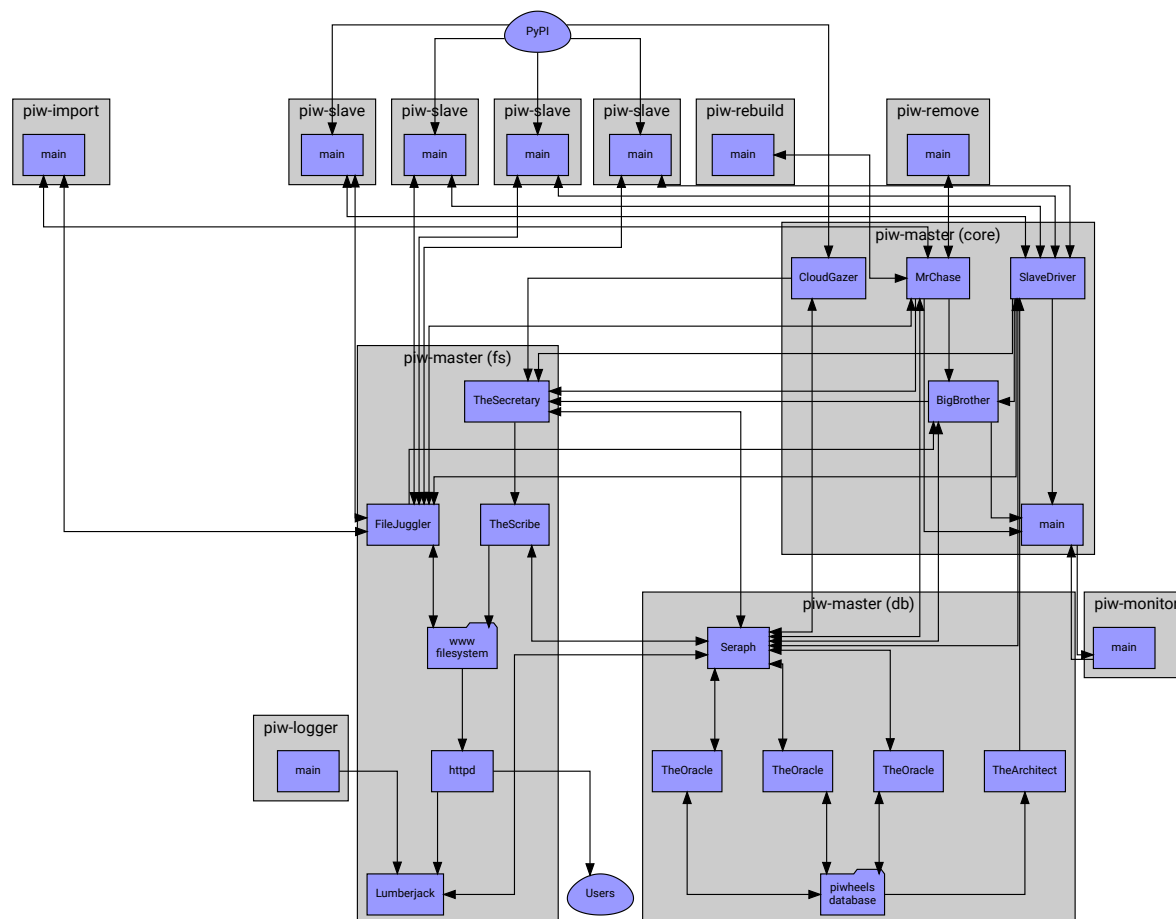 PyPI
piw-import
piw-slave
piw-slave
piw-slave
piw-slave
piw-rebuild
piw-remove
main
main
main
main
main
main
main
piw-master (core)
CloudGazer
MrChase
SlaveDriver
piw-master (fs)
TheSecretary
BigBrother
FileJuggler
TheScribe
main
piw-master (db)
piw-monitor
www
filesystem
Seraph
main
piw-logger
main
httpd
TheOracle
TheOracle
TheOracle
TheArchitect
Lumberjack
Users
piwheels
database